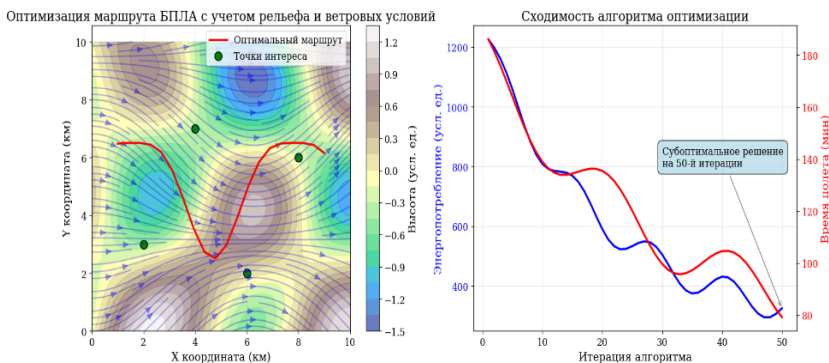 Оптимизация маршрута БПЛА с учетом рельефа и ветровых условий
Оптимальный маршрут
Точки интереса
10
8
6
4
2
0
Y координата (км)
0 2 4 6 8 10
X координата (км)
1.2
0.9
0.6
0.3
0.0
−0.3
−0.6
−0.9
−1.2
−1.5
Высота (усл. ед.)
Сходимость алгоритма оптимизации
Энергопотребление (усл. ед.)
1200
1000
800
600
400
Субоптимальное решение
на 50-й итерации
0 10 20 30 40 50
Итерация алгоритма
180
160
140
120
100
80
Время полета (мин)